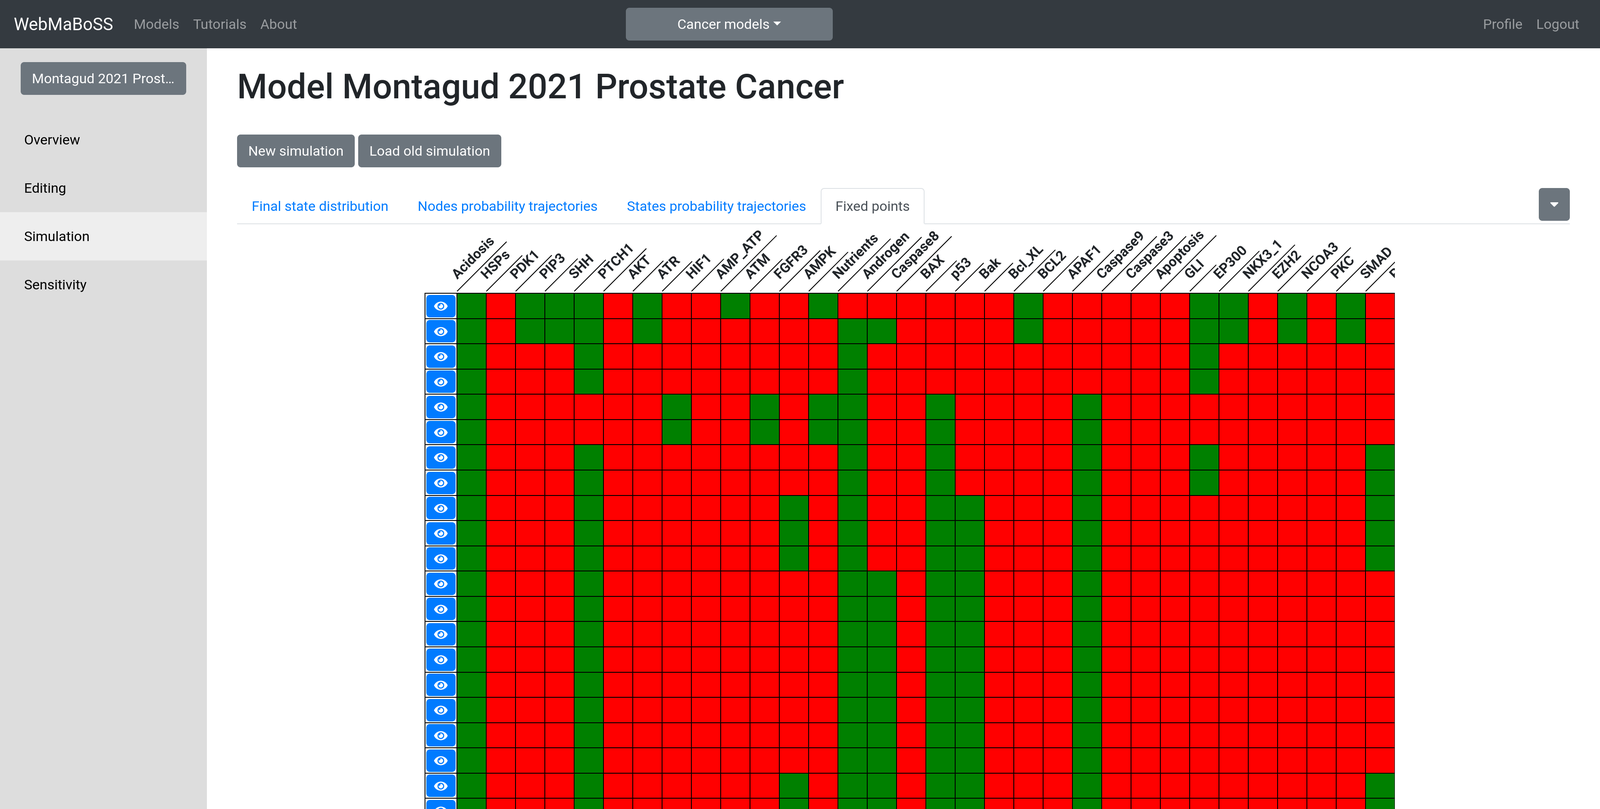 WebMaBoSS Models Tutorials About Cancer models Profile Logout
Montagud 2021 Prost...
Overview
Editing
Simulation
Sensitivity
Model Montagud 2021 Prostate Cancer
New simulation Load old simulation
Final state distribution Nodes probability trajectories States probability trajectories Fixed points
Acidosis
HSPs
PDK1
PIP3
SHH
PTCH1
AKT
ATR
HIF1
AMP_ATP
ATM
FGFR3
AMPK
Nutrients
Androgen
Caspase8
BAX
p53
Bak
Bcl_XL
BCL2
APAF1
Caspase9
Caspase3
Apoptosis
GLI
EP300
NKX3_1
EZH2
NCOA3
PKC
SMAD